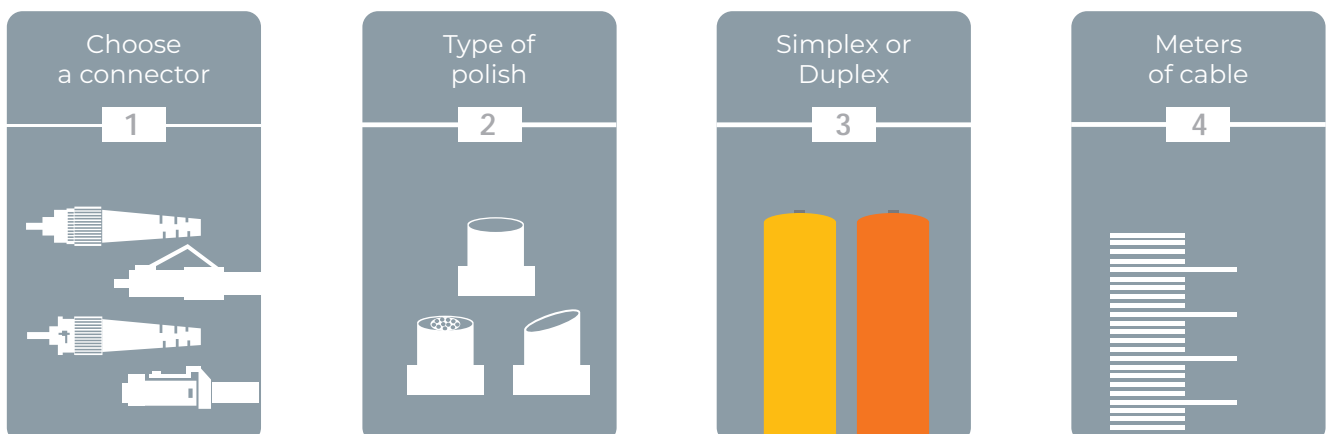 Choose
a connector
1
Type of
polish
2
Simplex or
Duplex
3
Meters
of cable
4